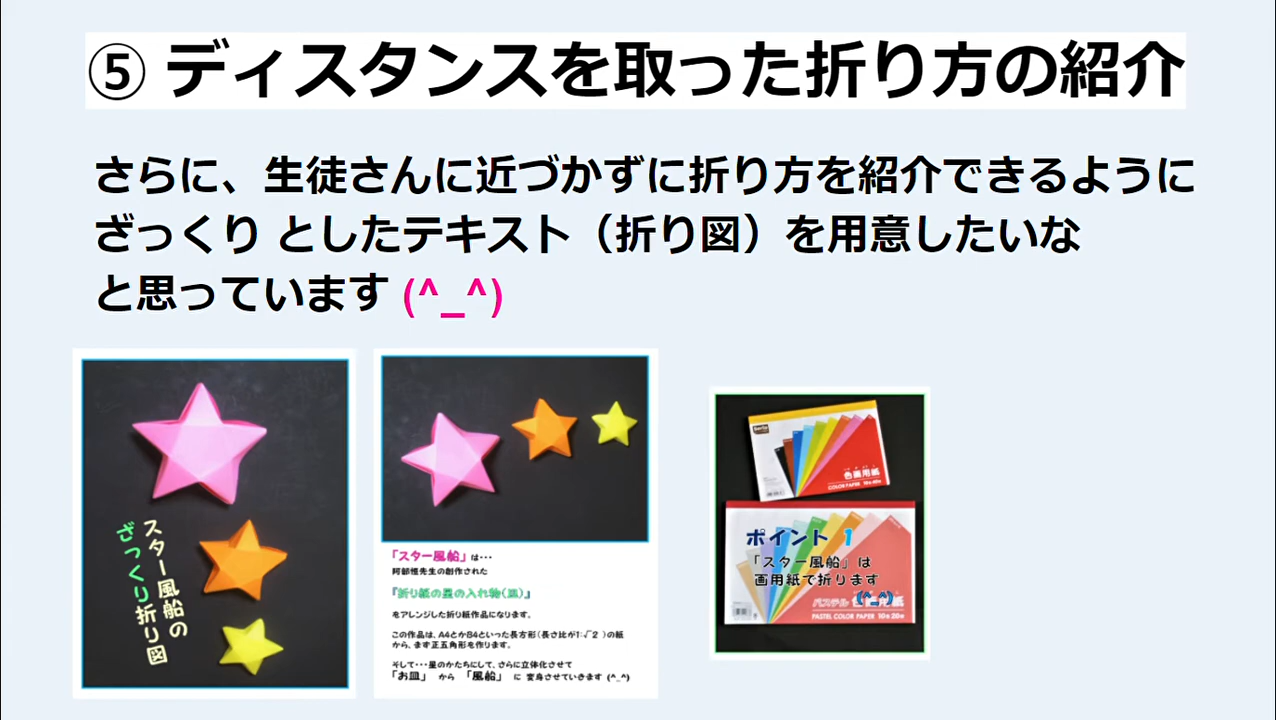 ⑤ ディスタンスを取った折り方の紹介
さらに、生徒さんに近づかずに折り方を紹介できるように
ざっくり としたテキスト（折り図）を用意したいな
と思っています (^_^)
スター風船の
ざっくり折り図
「スター風船」は・・・
阿部恒先生の創作された
『折り紙の星の入れ物（皿）』
をアレンジした折り紙作品になります。
この作品は、A4とかB4といった長方形（長さ比が1：√2 ）の紙
から、まず正五角形を作ります。
そして・・・星のかたちにして、さらに立体化させて
「お皿」 から 「風船」 に 変身させていきます (^_^)
色画用紙
COLOR PAPER
ポイント 1
「スター風船」は
画用紙で折ります
(^_^)
パステル
PASTEL COLOR PAPER 10色20枚